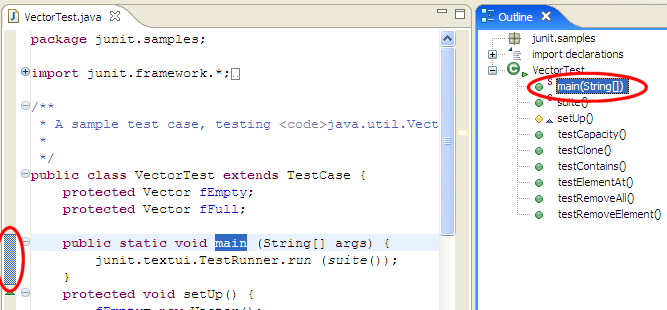 VectorTest.java
package junit.samples;
import junit.framework.*;
/**
* A sample test case, testing <code>java.util.Vect
*
*/
public class VectorTest extends TestCase {
protected Vector fEmpty;
protected Vector fFull;
public static void main (String[] args) {
junit.textui.TestRunner.run (suite());
}
protected void setUp() {
Outline
junit.samples
import declarations
VectorTest
main(String[])
suite()
setUp()
testCapacity()
testClone()
testContains()
testElementAt()
testRemoveAll()
testRemoveElement()